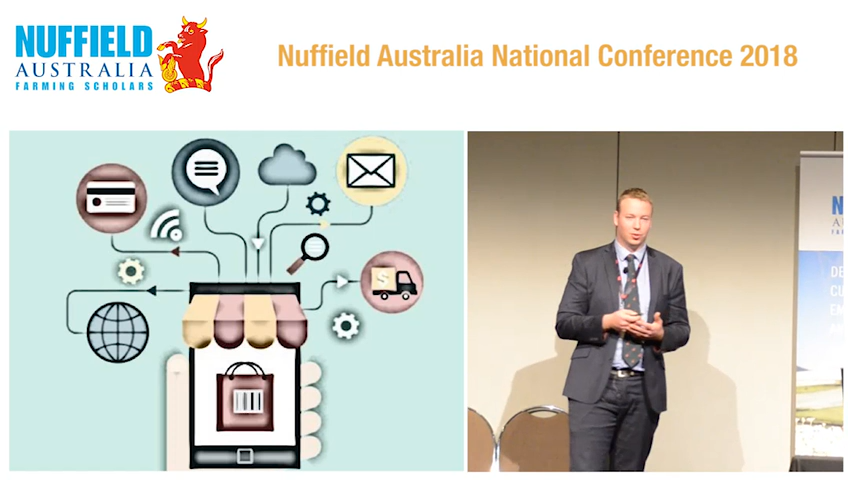 NUFFIELD
AUSTRALIA
FARMING SCHOLARS
Nuffield Australia National Conference 2018
$